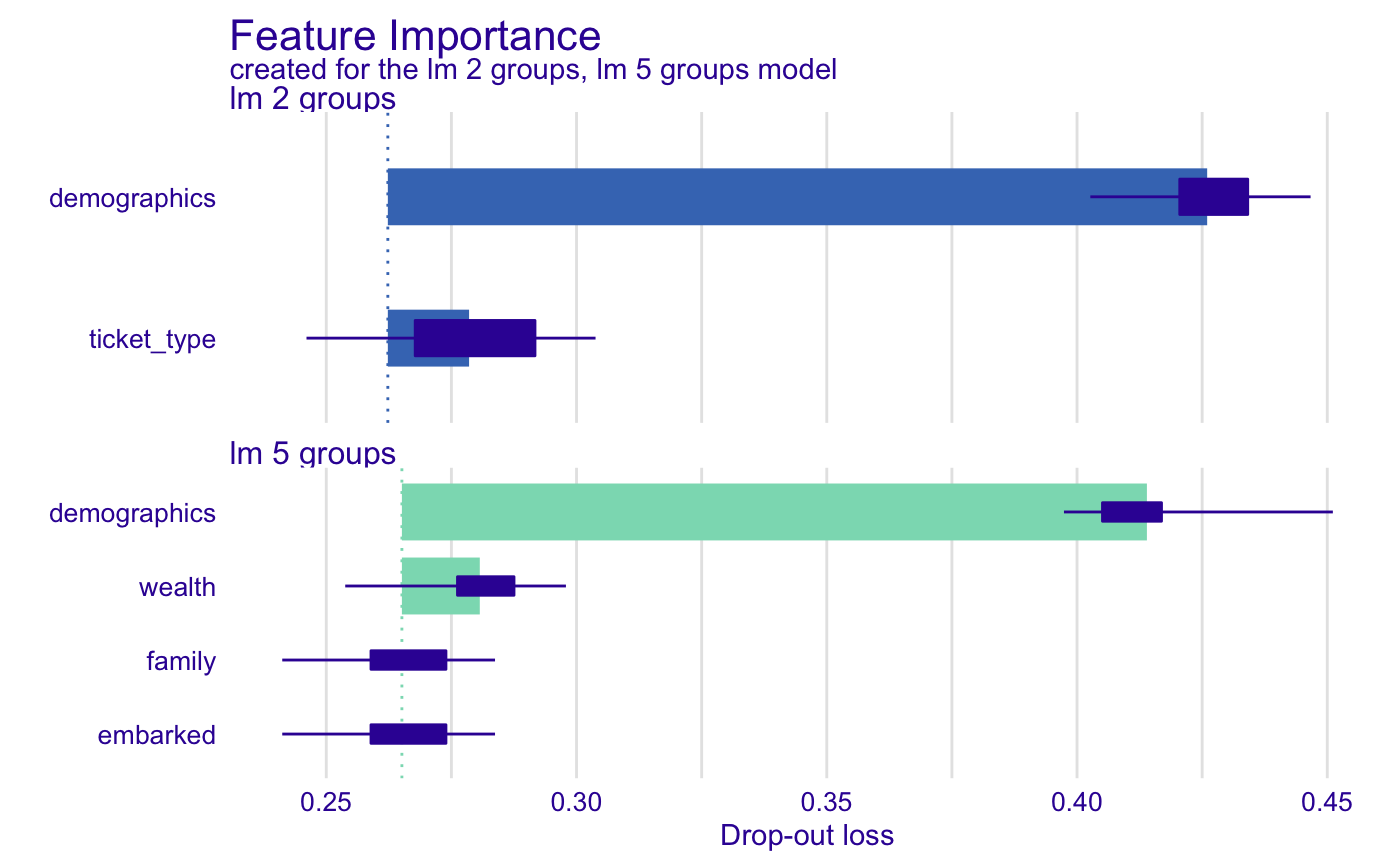 Feature Importance
created for the lm 2 groups, lm 5 groups model
lm 2 groups
demographics
ticket_type
lm 5 groups
demographics
wealth
family
embarked
0.25 0.30 0.35 0.40 0.45
Drop-out loss